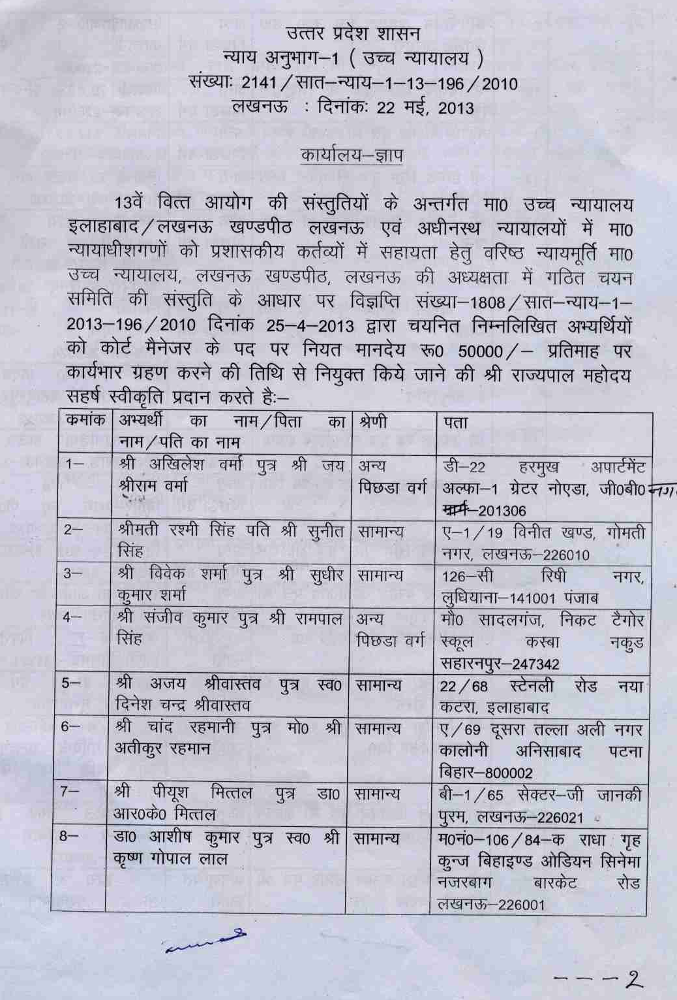 उत्तर प्रदेश शासन
न्याय अनुभाग–1 ( उच्च न्यायालय )
संख्याः 2141/सात–न्याय–1–13–196/2010
लखनऊ : दिनांकः 22 मई, 2013
कार्यालय–ज्ञाप
13वें वित्त आयोग की संस्तुतियों के अन्तर्गत मा0 उच्च न्यायालय
इलाहाबाद/लखनऊ खण्डपीठ लखनऊ एवं अधीनस्थ न्यायालयों में मा0
न्यायाधीशगणों को प्रशासकीय कर्तव्यों में सहायता हेतु वरिष्ठ न्यायमूर्ति मा0
उच्च न्यायालय, लखनऊ खण्डपीठ, लखनऊ की अध्यक्षता में गठित चयन
समिति की संस्तुति के आधार पर विज्ञप्ति संख्या–1808/सात–न्याय–1–
2013–196/2010 दिनांक 25–4–2013 द्वारा चयनित निम्नलिखित अभ्यर्थियों
को कोर्ट मैनेजर के पद पर नियत मानदेय रू0 50000/– प्रतिमाह पर
कार्यभार ग्रहण करने की तिथि से नियुक्त किये जाने की श्री राज्यपाल महोदय
सहर्ष स्वीकृति प्रदान करते हैः–
कमांक अभ्यर्थी का नाम/पिता का श्रेणी पता
नाम/पति का नाम
1– श्री अखिलेश वर्मा पुत्र श्री जय अन्य डी–22 हरमुख अपार्टमेंट
श्रीराम वर्मा पिछडा वर्ग अल्फा–1 ग्रेटर नोएडा, जी0बी0 नगर
मार्ग–201306
2– श्रीमती रश्मी सिंह पति श्री सुनीत सामान्य ए–1/19 विनीत खण्ड, गोमती
सिंह नगर, लखनऊ–226010
3– श्री विवेक शर्मा पुत्र श्री सुधीर सामान्य 126–सी रिषी नगर,
कुमार शर्मा लुधियाना–141001 पंजाब
4– श्री संजीव कुमार पुत्र श्री रामपाल अन्य मौ0 सादलगंज, निकट टैगोर
सिंह पिछडा वर्ग स्कूल कस्बा नकुड
सहारनपुर–247342
5– श्री अजय श्रीवास्तव पुत्र स्व0 सामान्य 22/68 स्टेनली रोड नया
दिनेश चन्द्र श्रीवास्तव कटरा, इलाहाबाद
6– श्री चांद रहमानी पुत्र मो0 श्री सामान्य ए/69 दूसरा तल्ला अली नगर
अतीकुर रहमान कालोनी अनिसाबाद पटना
बिहार–800002
7– श्री पीयूश मित्तल पुत्र डा0 सामान्य बी–1/65 सेक्टर–जी जानकी
आर0के0 मित्तल पुरम, लखनऊ–226021
8– डा0 आशीष कुमार पुत्र स्व0 श्री सामान्य म0नं0–106/84–क राधा गृह
कृष्ण गोपाल लाल कुन्ज बिहाइण्ड ओडियन सिनेमा
नजरबाग बारकेट रोड
लखनऊ–226001
– – – – 2